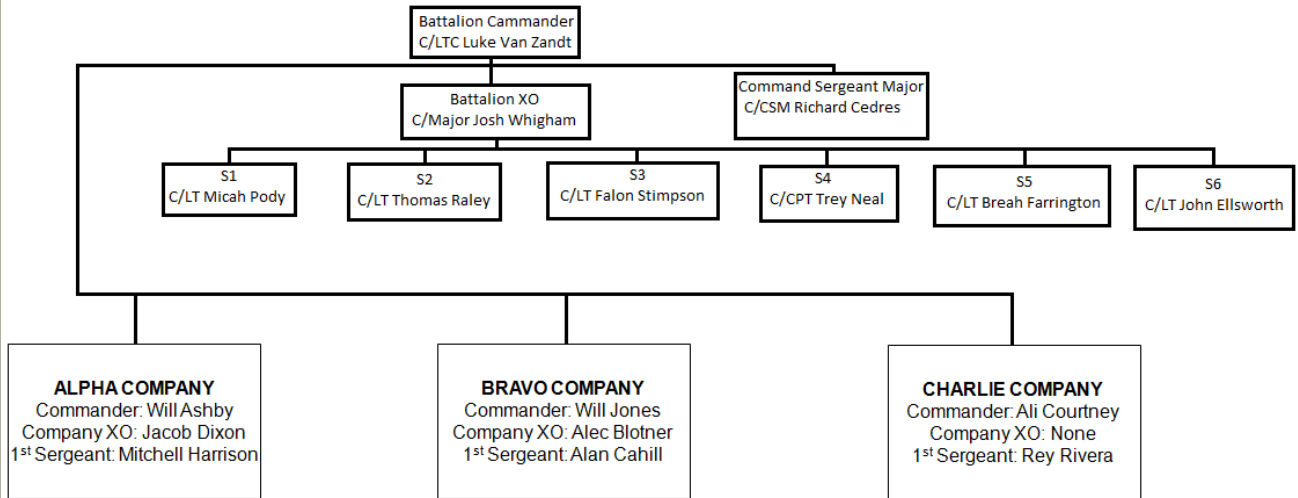 Battalion Cammander
C/LTC Luke Van Zandt
Battalion XO
C/Major Josh Whigham
Command Sergeant Major
C/CSM Richard Cedres
S1
C/LT Micah Pody
S2
C/LT Thomas Raley
S3
C/LT Falon Stimpson
S4
C/CPT Trey Neal
S5
C/LT Breah Farrington
S6
C/LT John Ellsworth
ALPHA COMPANY
Commander: Will Ashby
Company XO: Jacob Dixon
1st Sergeant: Mitchell Harrison
BRAVO COMPANY
Commander: Will Jones
Company XO: Alec Blotner
1st Sergeant: Alan Cahill
CHARLIE COMPANY
Commander: Ali Courtney
Company XO: None
1st Sergeant: Rey Rivera